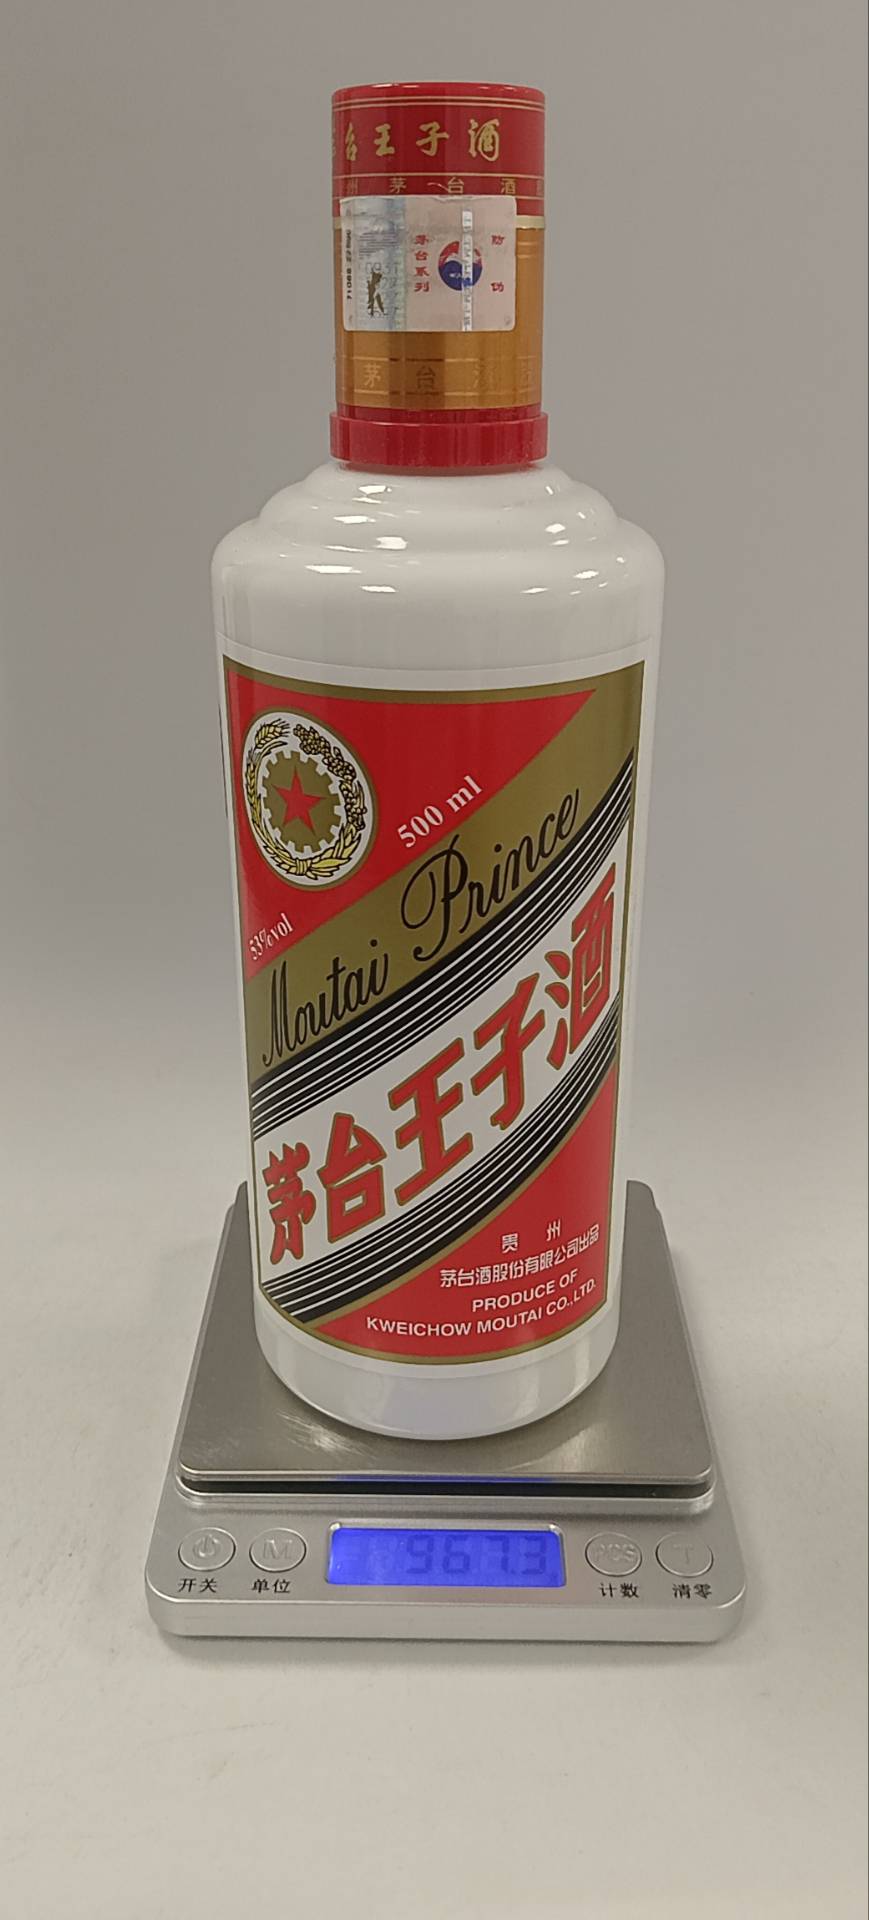 台王子酒
州茅台酒
茅台系列
防伪
茅台酒
500 ml
53%vol
Moutai Prince
茅台王子酒
贵州
茅台酒股份有限公司出品
PRODUCE OF
KWEICHOW MOUTAI CO.,LTD.
967.3
M
PCS
T
开关
单位
计数
清零